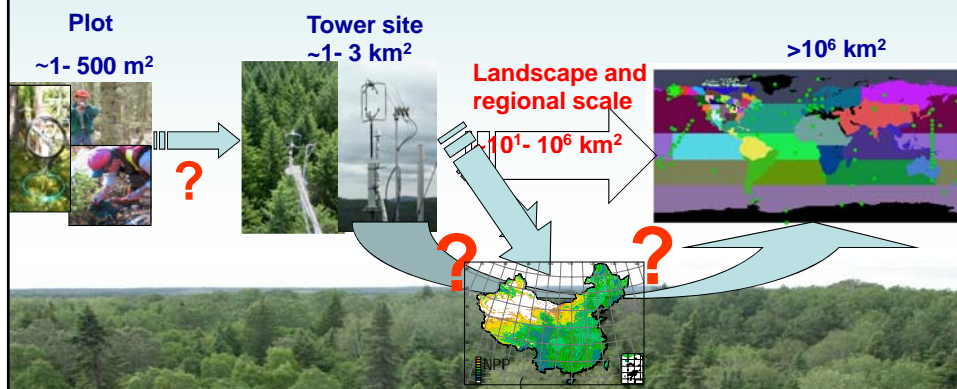 Plot
~1- 500 m²
?
Tower site
~1- 3 km²
Landscape and
regional scale
~10¹- 10⁶ km²
>10⁶ km²
?
?
NPP